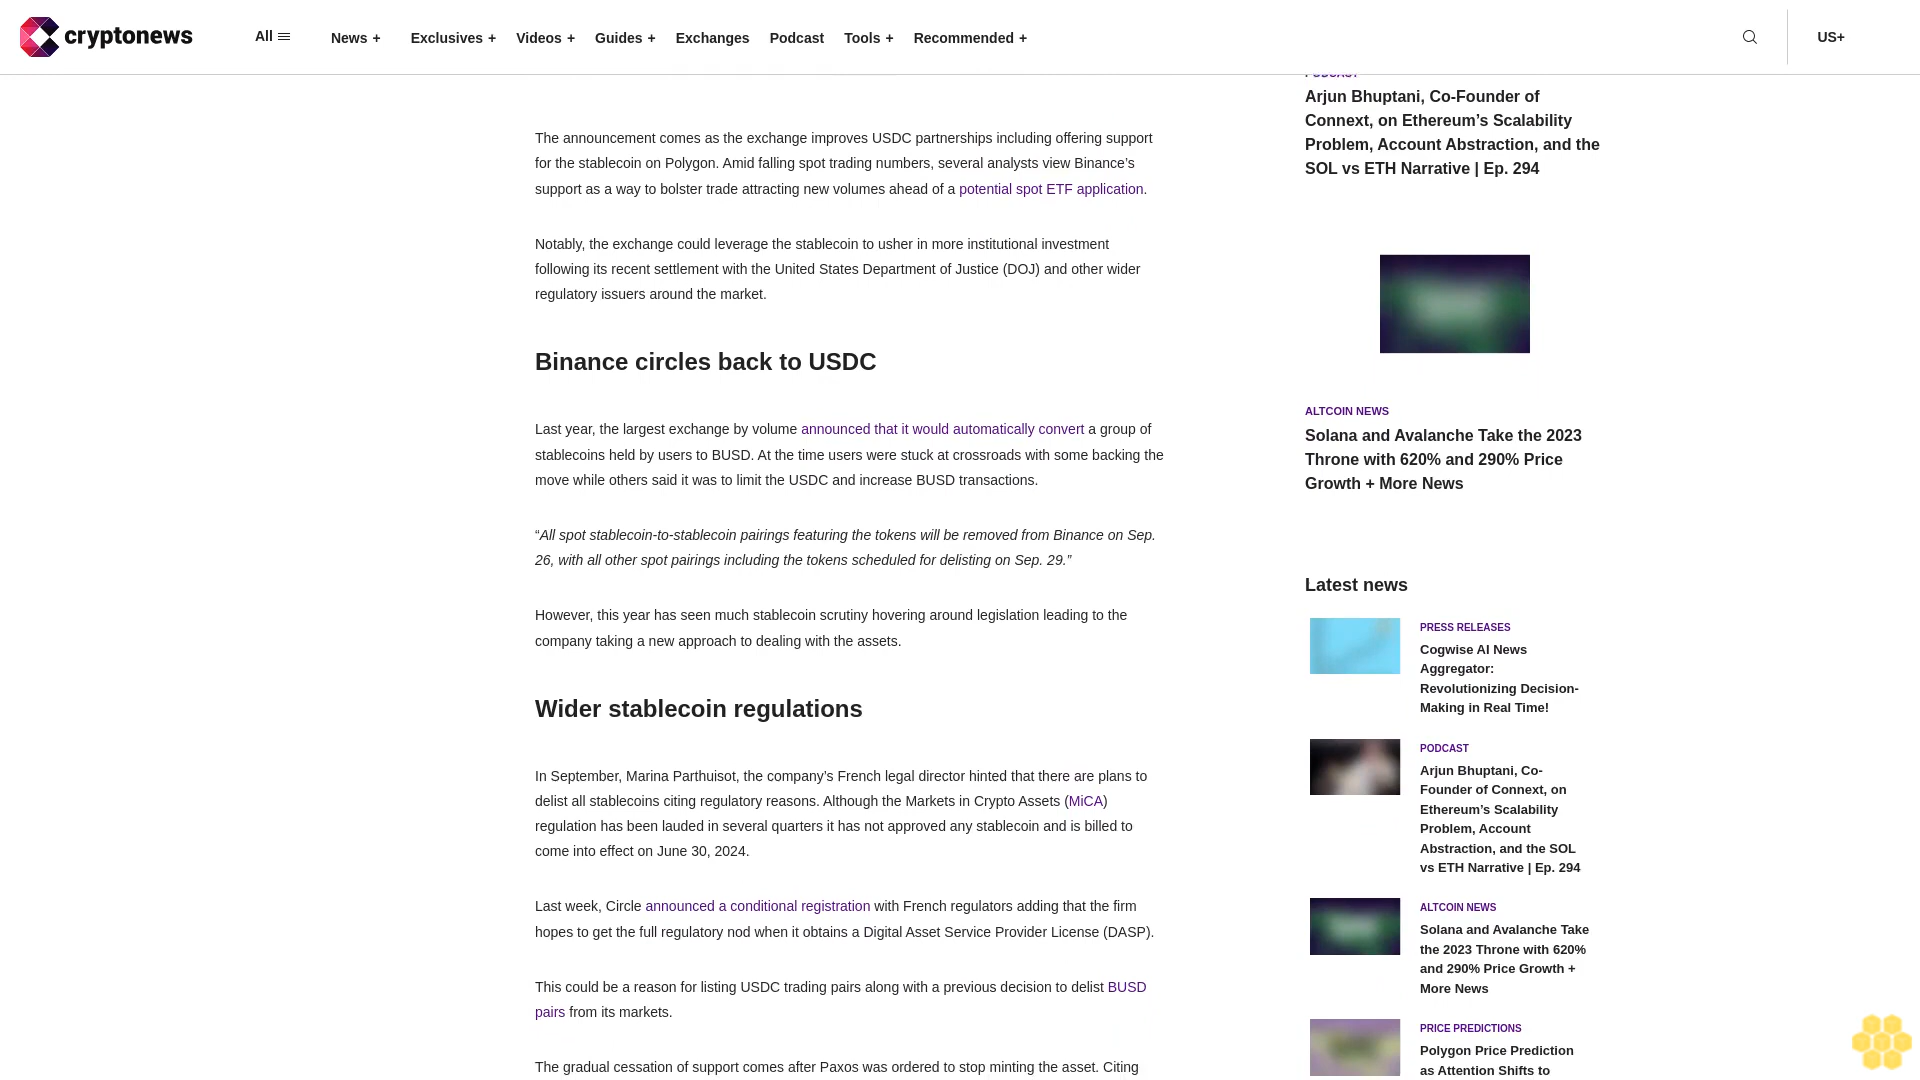 cryptonews
All
News +
Exclusives +
Videos +
Guides +
Exchanges
Podcast
Tools +
Recommended +
US+
The announcement comes as the exchange improves USDC partnerships including offering support
for the stablecoin on Polygon. Amid falling spot trading numbers, several analysts view Binance’s
support as a way to bolster trade attracting new volumes ahead of a potential spot ETF application.
Notably, the exchange could leverage the stablecoin to usher in more institutional investment
following its recent settlement with the United States Department of Justice (DOJ) and other wider
regulatory issuers around the market.
Binance circles back to USDC
Last year, the largest exchange by volume announced that it would automatically convert a group of
stablecoins held by users to BUSD. At the time users were stuck at crossroads with some backing the
move while others said it was to limit the USDC and increase BUSD transactions.
“All spot stablecoin-to-stablecoin pairings featuring the tokens will be removed from Binance on Sep.
26, with all other spot pairings including the tokens scheduled for delisting on Sep. 29.”
However, this year has seen much stablecoin scrutiny hovering around legislation leading to the
company taking a new approach to dealing with the assets.
Wider stablecoin regulations
In September, Marina Parthuisot, the company’s French legal director hinted that there are plans to
delist all stablecoins citing regulatory reasons. Although the Markets in Crypto Assets (MiCA)
regulation has been lauded in several quarters it has not approved any stablecoin and is billed to
come into effect on June 30, 2024.
Last week, Circle announced a conditional registration with French regulators adding that the firm
hopes to get the full regulatory nod when it obtains a Digital Asset Service Provider License (DASP).
This could be a reason for listing USDC trading pairs along with a previous decision to delist BUSD
pairs from its markets.
The gradual cessation of support comes after Paxos was ordered to stop minting the asset. Citing
PODCAST
Arjun Bhuptani, Co-Founder of
Connext, on Ethereum’s Scalability
Problem, Account Abstraction, and the
SOL vs ETH Narrative | Ep. 294
ALTCOIN NEWS
Solana and Avalanche Take the 2023
Throne with 620% and 290% Price
Growth + More News
Latest news
PRESS RELEASES
Cogwise AI News
Aggregator:
Revolutionizing Decision-
Making in Real Time!
PODCAST
Arjun Bhuptani, Co-
Founder of Connext, on
Ethereum’s Scalability
Problem, Account
Abstraction, and the SOL
vs ETH Narrative | Ep. 294
ALTCOIN NEWS
Solana and Avalanche Take
the 2023 Throne with 620%
and 290% Price Growth +
More News
PRICE PREDICTIONS
Polygon Price Prediction
as Attention Shifts to